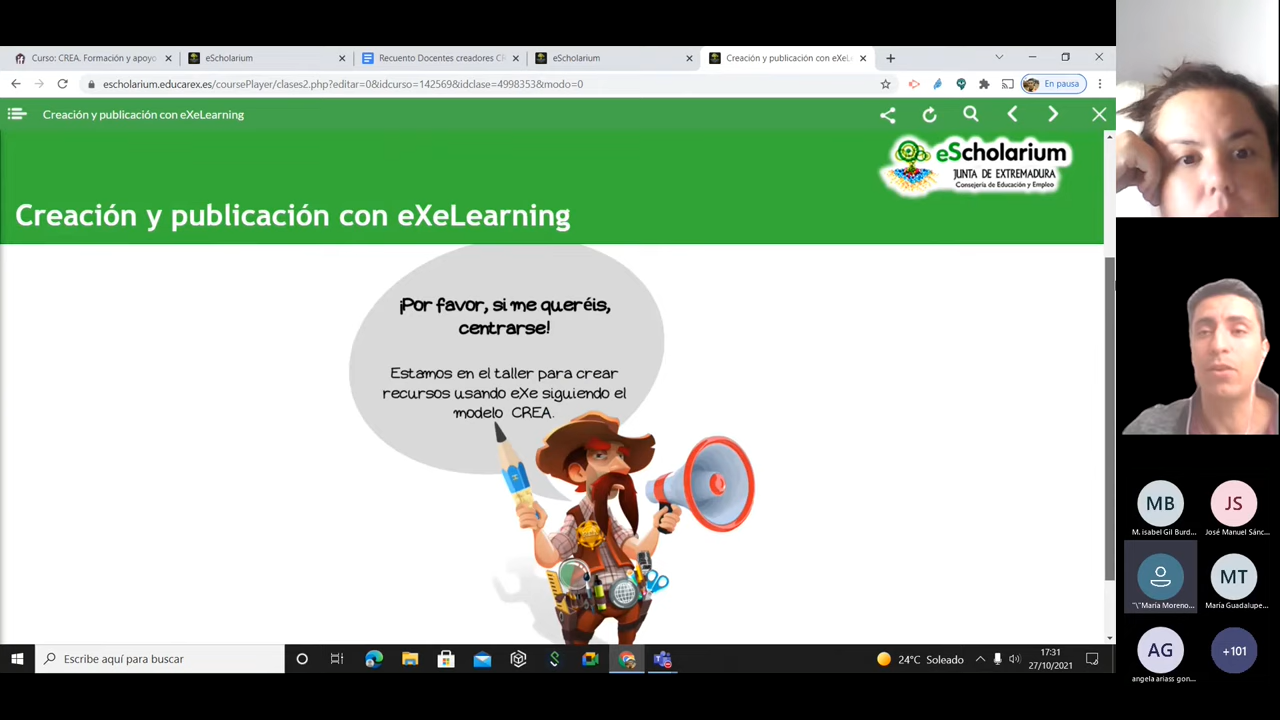 Curso: CREA. Formación y apoyo
eScholarium
Recuento Docentes creadores C
eScholarium
Creación y publicación con eXeL
escholarium.educarex.es/coursePlayer/clases2.php?editar=0&idcurso=142569&idclase=4998353&modo=0
En pausa
Creación y publicación con eXeLearning
eScholarium
JUNTA DE EXTREMADURA
Consejería de Educación y Empleo
Creación y publicación con eXeLearning
¡Por favor, si me queréis,
centrarse!
Estamos en el taller para crear
recursos usando eXe siguiendo el
modelo CREA.
MB
JS
M. isabel Gil Burd...
José Manuel Sánc...
MT
"\"María Moreno...
María Guadalupe...
AG
+101
angela ariass gon...
Escribe aquí para buscar
24°C Soleado
17:31
27/10/2021